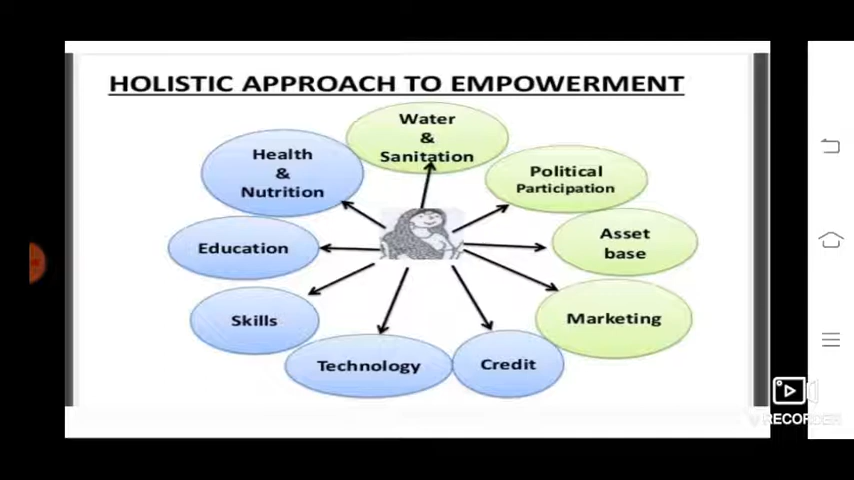 HOLISTIC APPROACH TO EMPOWERMENT
Water
&
Sanitation
Health
&
Nutrition
Political
Participation
Education
Asset
base
Skills
Marketing
Technology
Credit
RECORDER